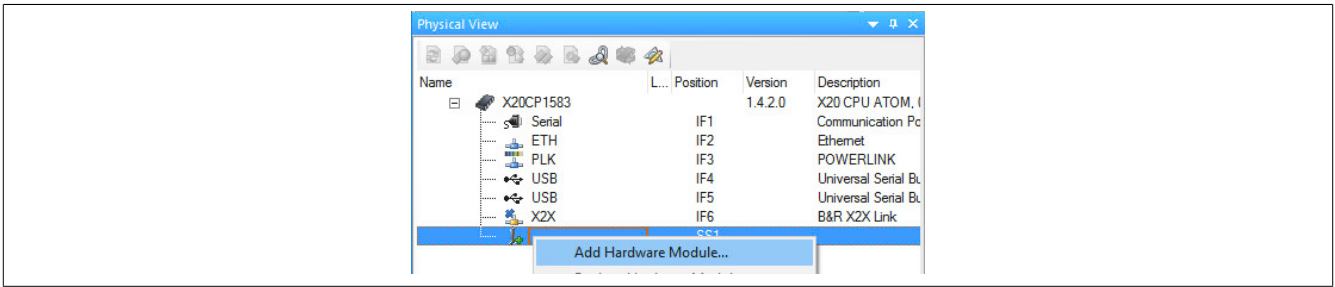 Physical View
Name L... Position Version Description
X20CP1583 1.4.2.0 X20 CPU ATOM, (
Serial IF1 Communication Po
ETH IF2 Ethernet
PLK IF3 POWERLINK
USB IF4 Universal Serial Bu
USB IF5 Universal Serial Bu
X2X IF6 B&R X2X Link
SS1
Add Hardware Module...